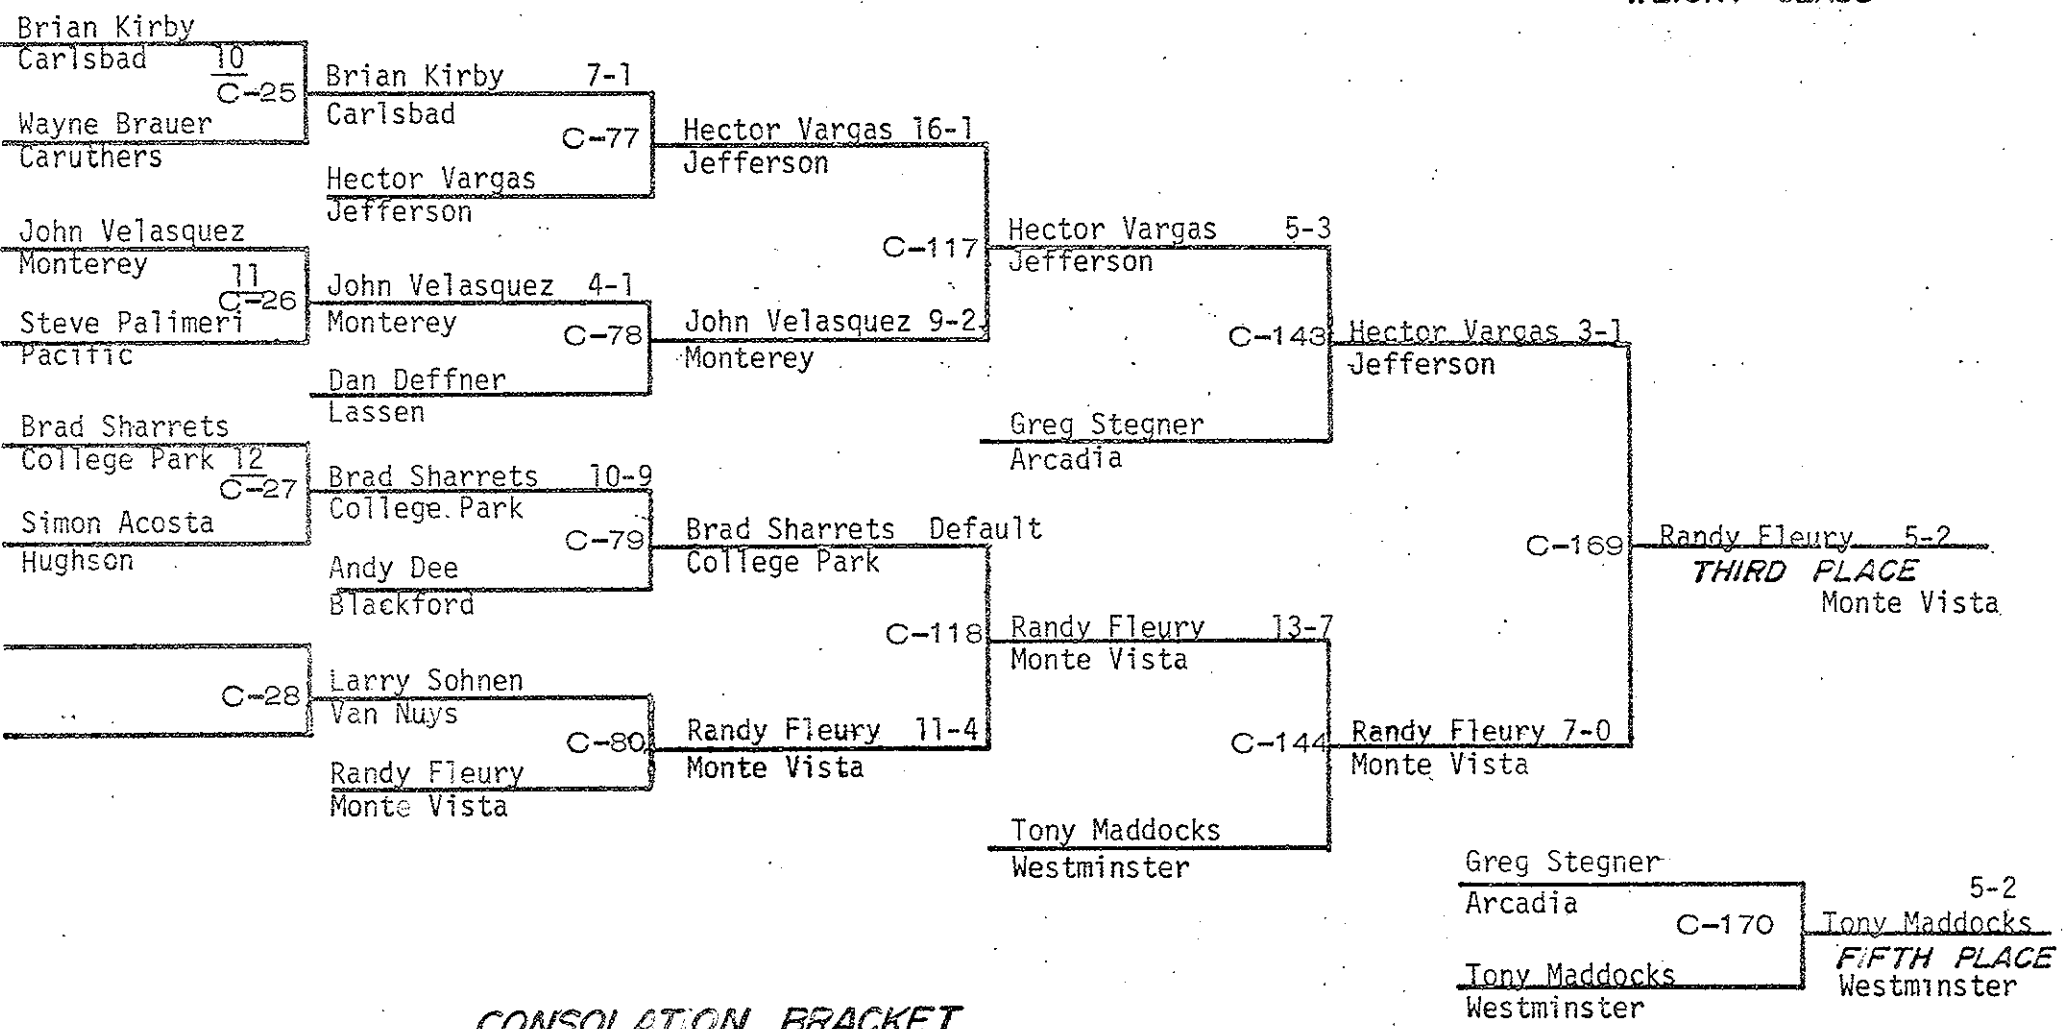 Brian Kirby
Carlsbad
10
C-25
Wayne Brauer
Caruthers
John Velasquez
Monterey
11
C-26
Steve Palimeri
Pacific
Brad Sharrets
College Park 12
C-27
Simon Acosta
Hughson
C-28
Brian Kirby 7-1
Carlsbad
C-77
Hector Vargas
Jefferson
John Velasquez 4-1
Monterey
C-78
Dan Deffner
Lassen
Brad Sharrets 10-9
College Park
C-79
Andy Dee
Blackford
Larry Sohnen
Van Nuys
C-80
Randy Fleury
Monte Vista
Hector Vargas 16-1
Jefferson
C-117
John Velasquez 9-2
Monterey
Brad Sharrets Default
College Park
C-118
Randy Fleury 11-4
Monte Vista
Hector Vargas 5-3
Jefferson
C-143
Greg Stegner
Arcadia
Randy Fleury 13-7
Monte Vista
C-144
Tony Maddocks
Westminster
Hector Vargas 3-1
Jefferson
C-169
Randy Fleury 7-0
Monte Vista
Randy Fleury 5-2
THIRD PLACE
Monte Vista
Greg Stegner
Arcadia
C-170
Tony Maddocks
Westminster
5-2
Tony Maddocks
FIFTH PLACE
Westminster
CONSOLATION BRACKET